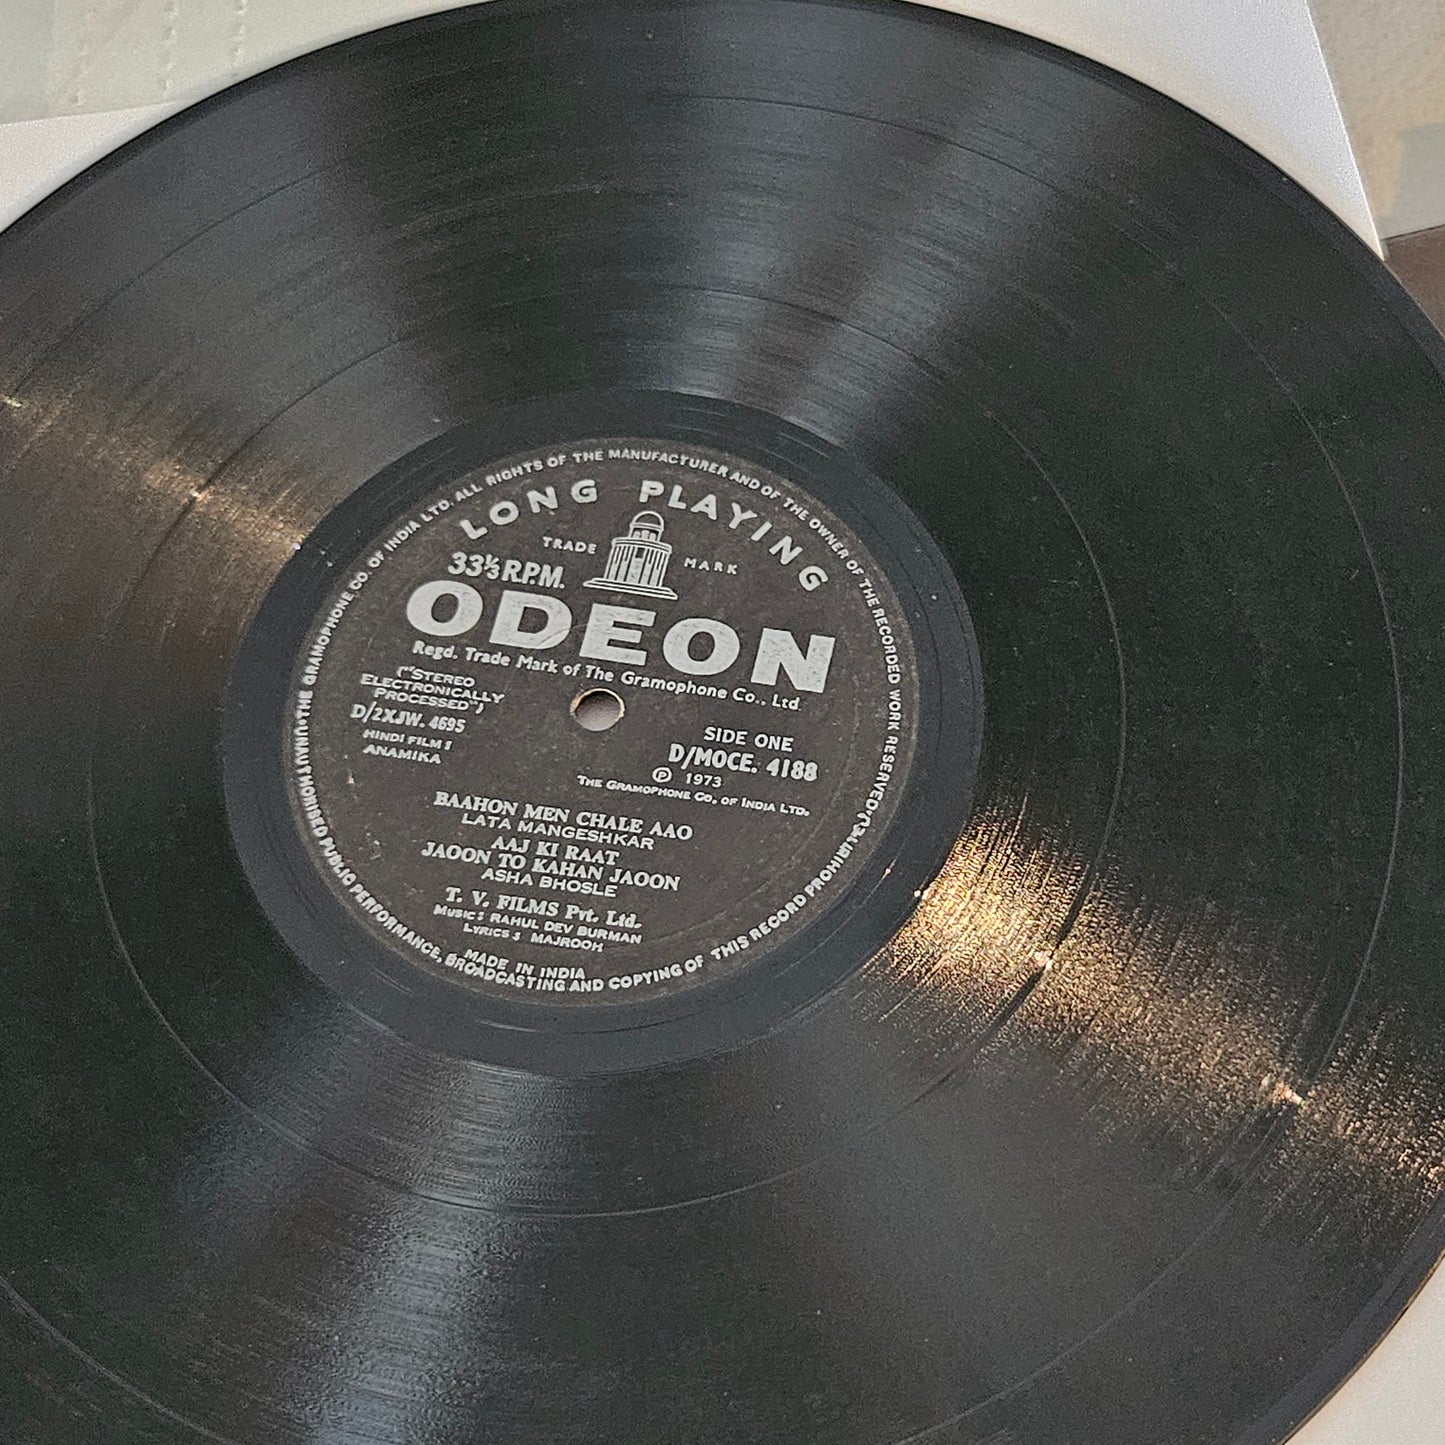 LONG PLAYING
TRADE MARK
33⅓ R.P.M.
ODEON
Regd. Trade Mark of The Gramophone Co., Ltd.
("STEREO
ELECTRONICALLY
PROCESSED")
D/2XJW. 4695
HINDI FILM :
ANAMIKA
SIDE ONE
D/MOCE. 4188
Ⓟ 1973
THE GRAMOPHONE CO. OF INDIA LTD.
BAAHON MEN CHALE AAO
LATA MANGESHKAR
AAJ KI RAAT
JAOON TO KAHAN JAOON
ASHA BHOSLE
T. V. FILMS Pvt. Ltd.
MUSIC : RAHUL DEV BURMAN
LYRICS : MAJROOH
MADE IN INDIA
THE GRAMOPHONE CO. OF INDIA LTD. ALL RIGHTS OF THE MANUFACTURER AND OF THE OWNER OF THE RECORDED WORK RESERVED
UNAUTHORISED PUBLIC PERFORMANCE, BROADCASTING AND COPYING OF THIS RECORD PROHIBITED